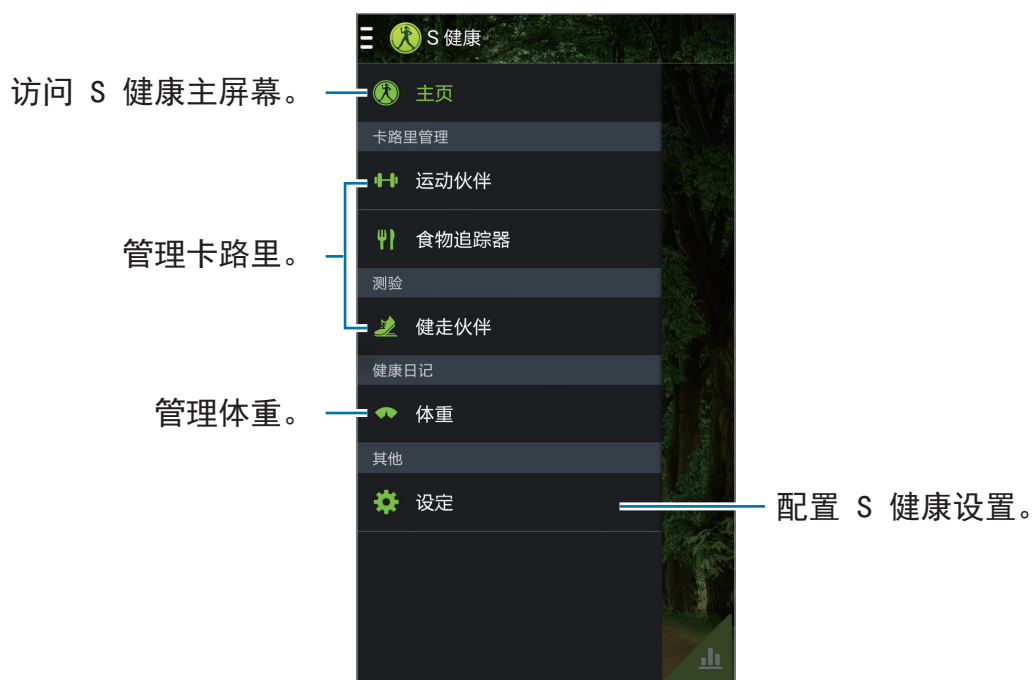 S 健康
访问 S 健康主屏幕。
主页
卡路里管理
运动伙伴
管理卡路里。
食物追踪器
测验
健走伙伴
健康日记
管理体重。
体重
其他
设定
配置 S 健康设置。